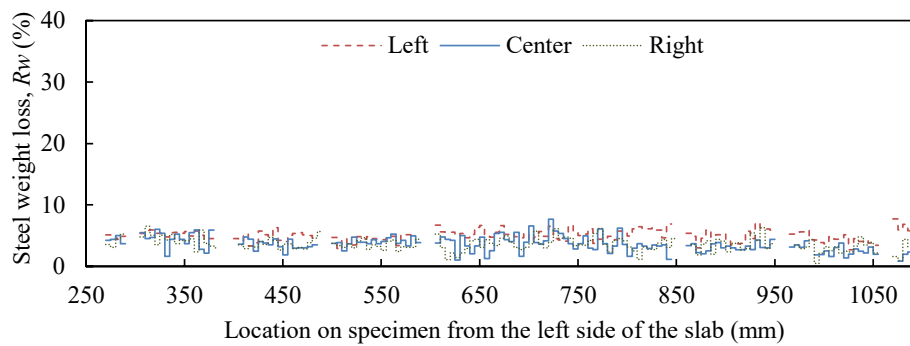 Steel weight loss, Rw (%)
40
30
20
10
0
Left Center Right
250 350 450 550 650 750 850 950 1050
Location on specimen from the left side of the slab (mm)